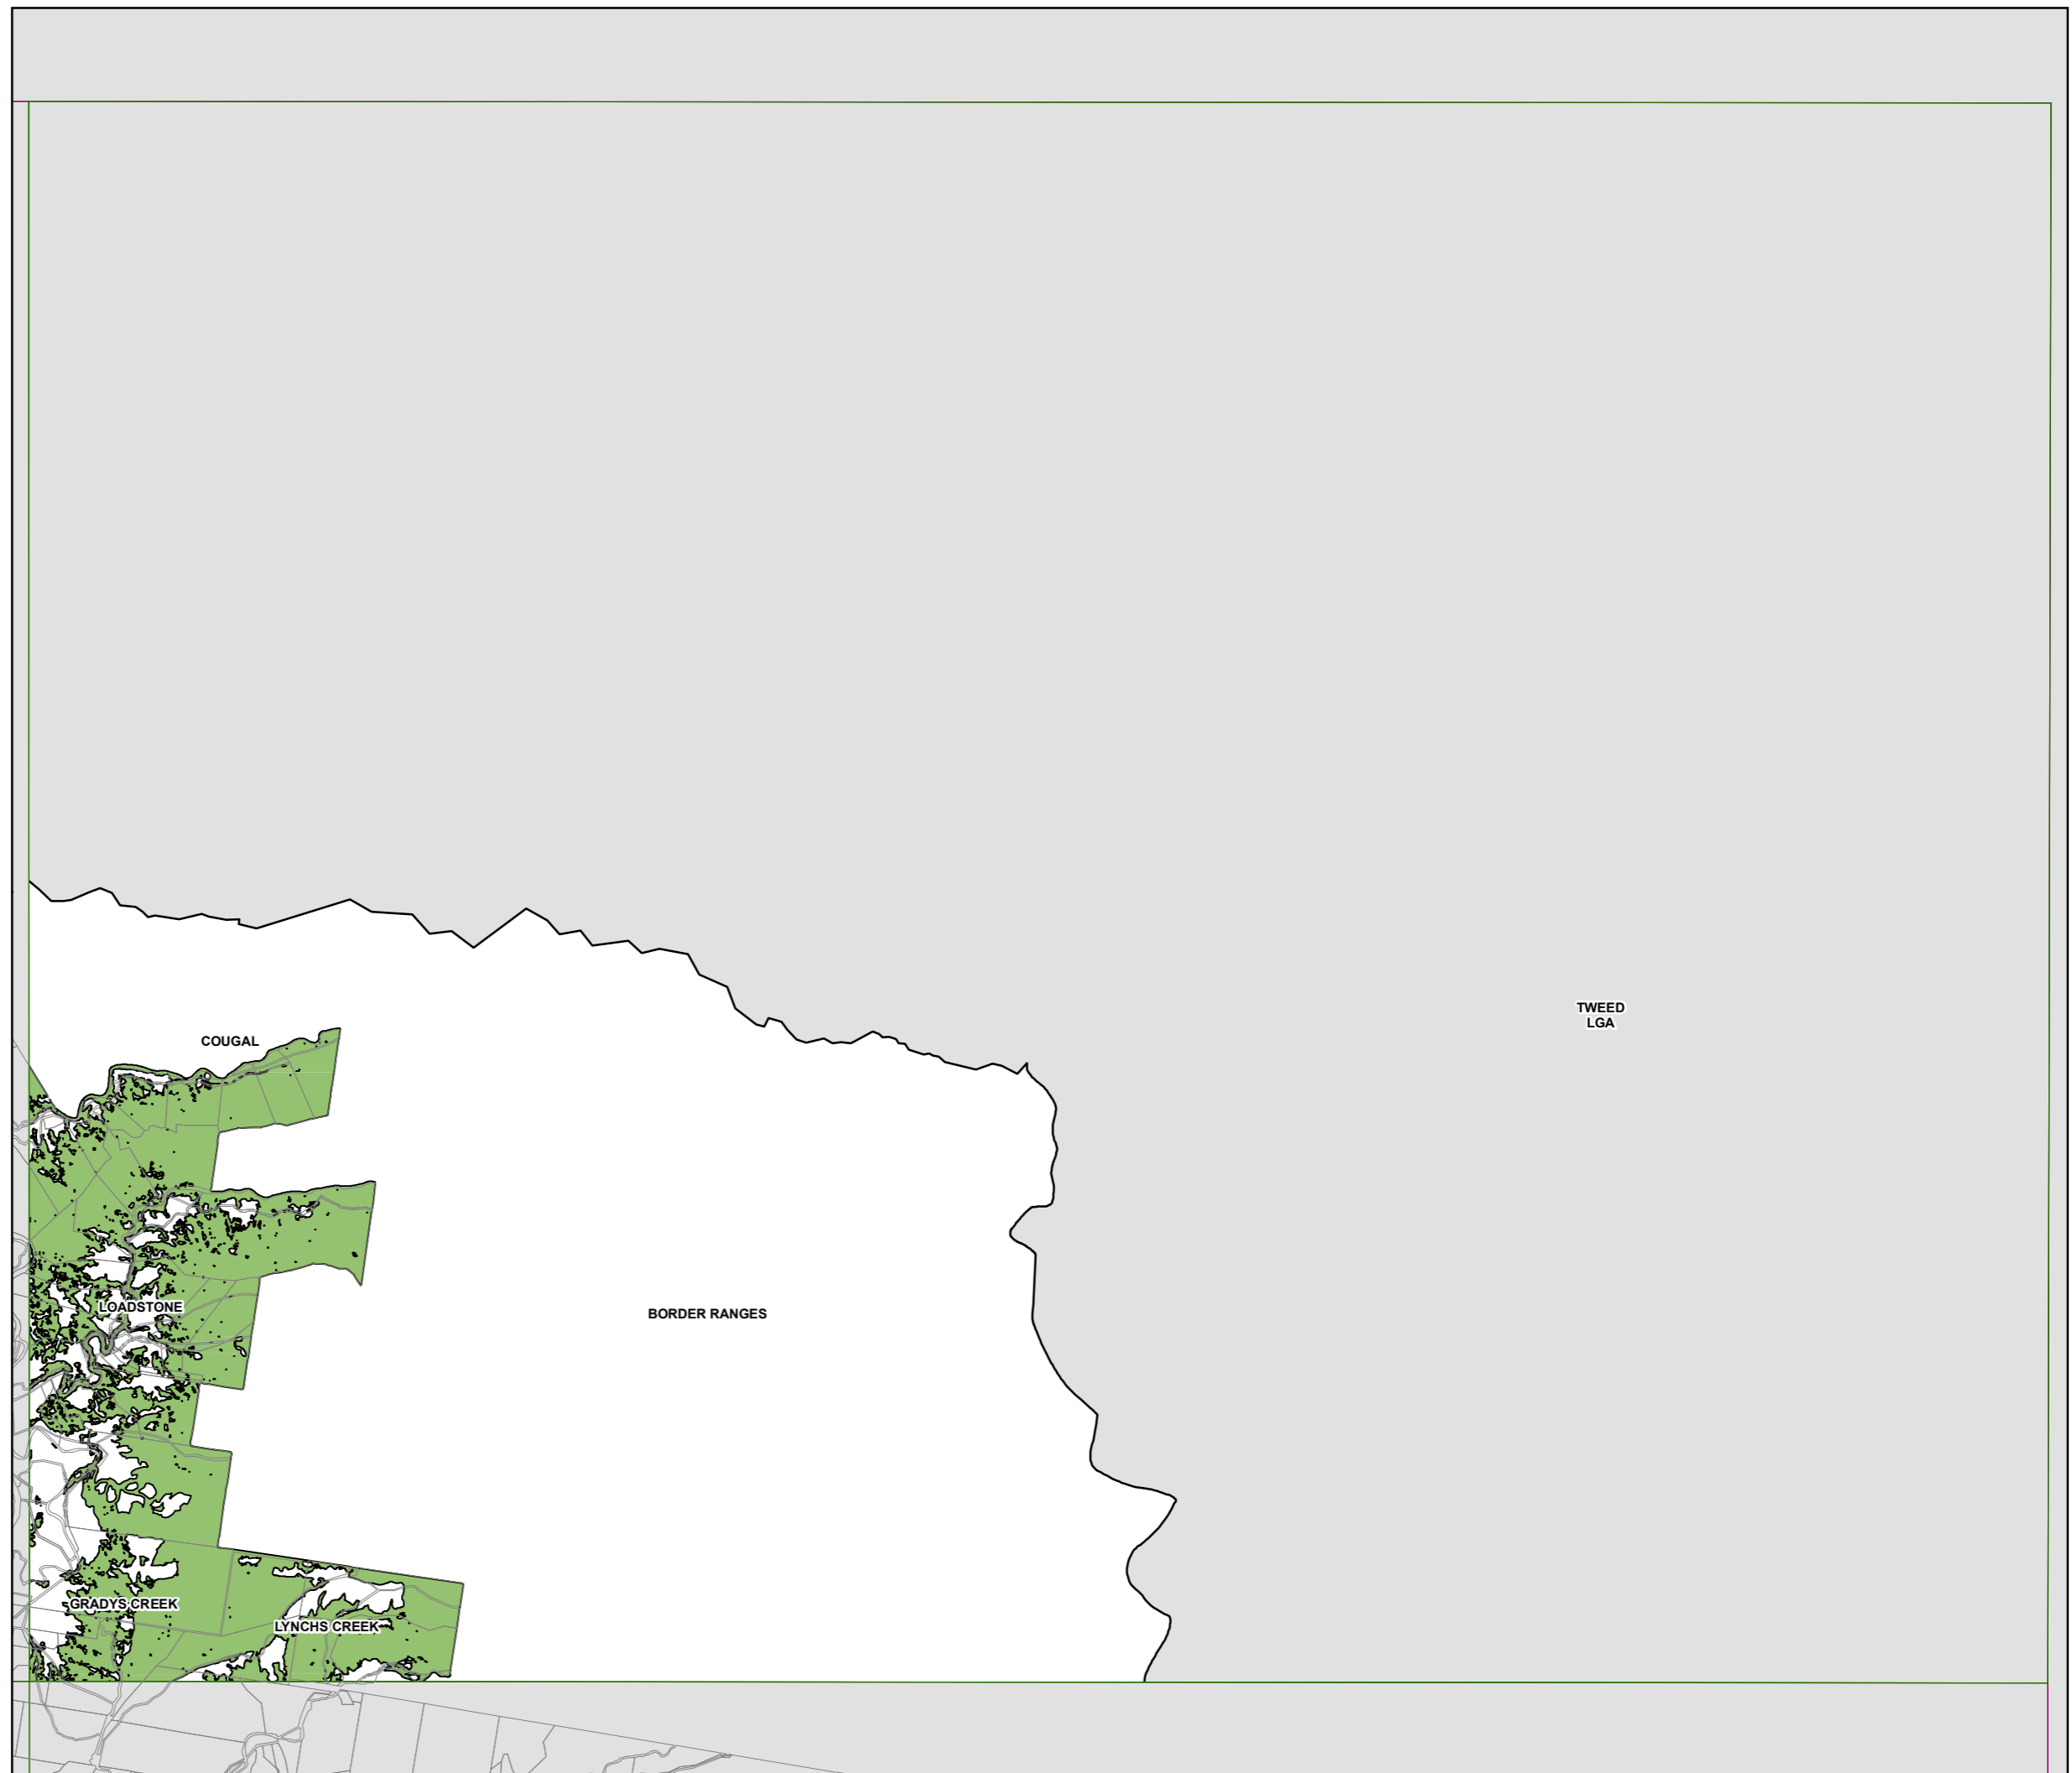 TWEED
LGA
COUGAL
LOADSTONE
BORDER RANGES
GRADYS CREEK
LYNCHS CREEK